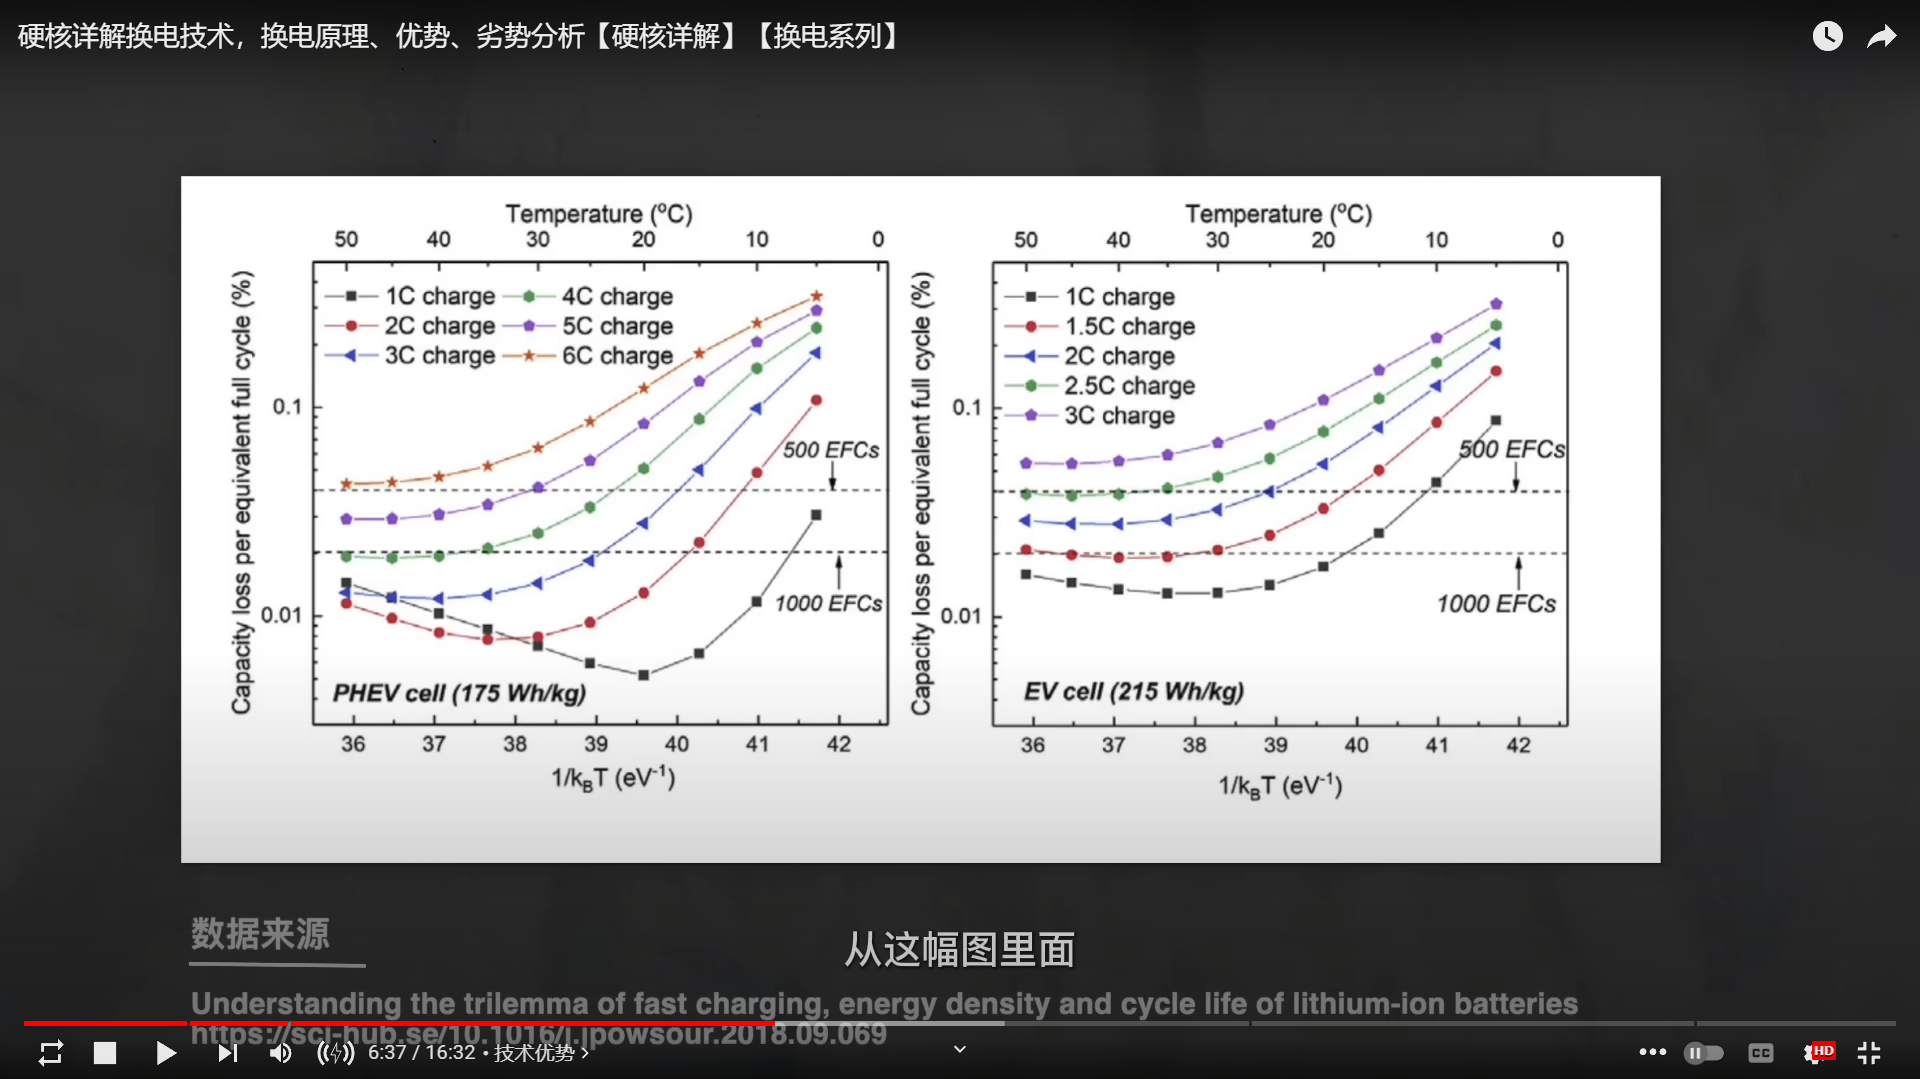 硬核详解换电技术，换电原理、优势、劣势分析【硬核详解】【换电系列】
Temperature (°C)
50 40 30 20 10 0
Capacity loss per equivalent full cycle (%)
1C charge 4C charge
2C charge 5C charge
3C charge 6C charge
0.1
500 EFCs
1000 EFCs
0.01
PHEV cell (175 Wh/kg)
36 37 38 39 40 41 42
1/kBT (eV-1)
Temperature (°C)
50 40 30 20 10 0
Capacity loss per equivalent full cycle (%)
1C charge
1.5C charge
2C charge
2.5C charge
3C charge
0.1
500 EFCs
1000 EFCs
0.01
EV cell (215 Wh/kg)
36 37 38 39 40 41 42
1/kBT (eV-1)
数据来源
从这幅图里面
Understanding the trilemma of fast charging, energy density and cycle life of lithium-ion batteries
https://sci-hub.se/10.1016/j.jpowsour.2018.09.069
6:37 / 16:32 • 技术优势 ›
CC
HD